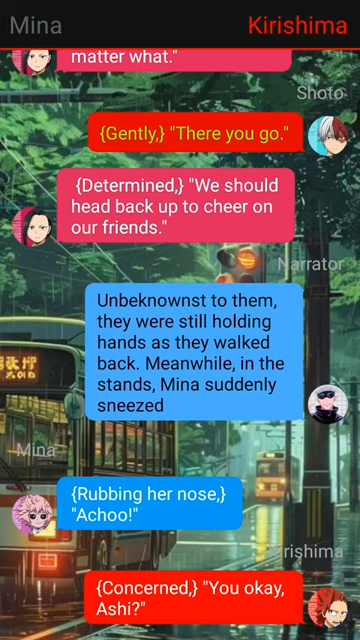 Mina Kirishima
matter what."
Shoto
{Gently,} "There you go."
{Determined,} "We should
head back up to cheer on
our friends."
Narrator
Unbeknownst to them,
they were still holding
hands as they walked
back. Meanwhile, in the
stands, Mina suddenly
sneezed
Mina
{Rubbing her nose,}
"Achoo!"
Kirishima
{Concerned,} "You okay,
Ashi?"